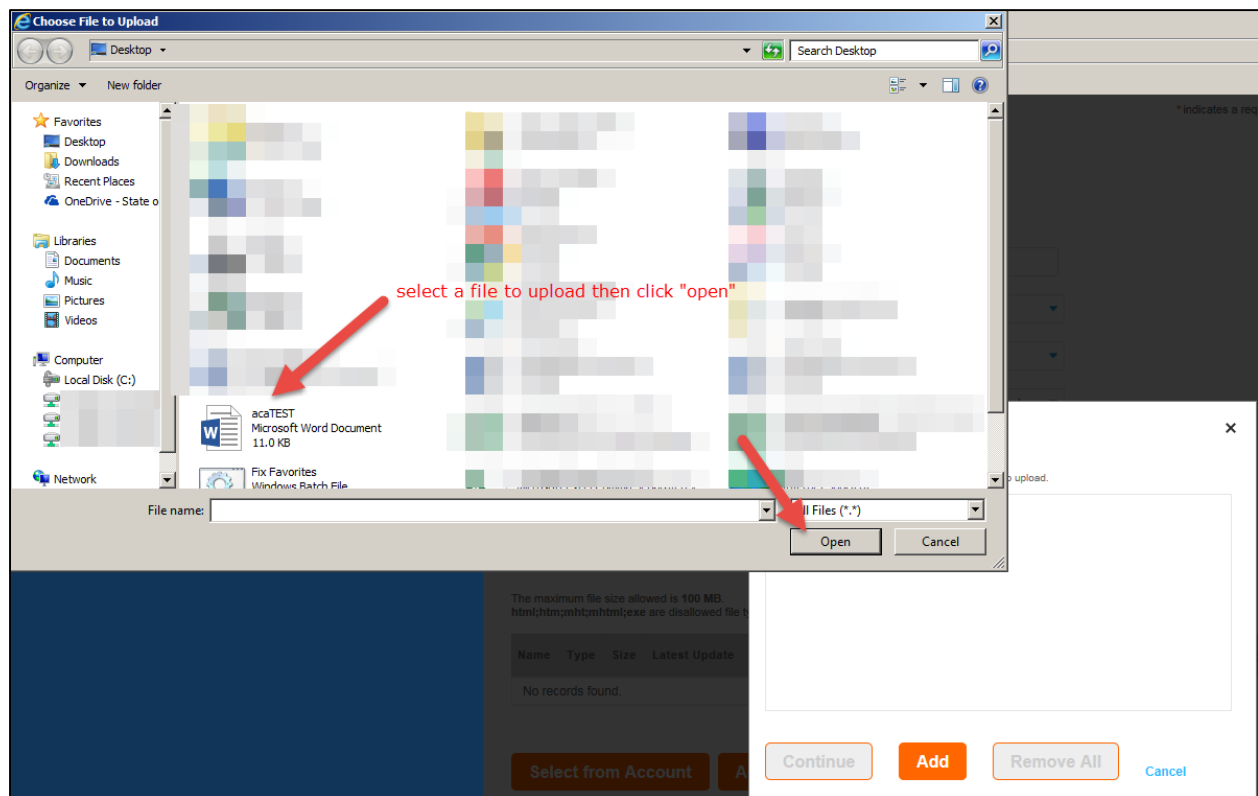 Choose File to Upload
Desktop
Search Desktop
Organize
New folder
* indicates a req
Favorites
Desktop
Downloads
Recent Places
OneDrive - State o
Libraries
Documents
Music
Pictures
Videos
Computer
Local Disk (C:)
Network
select a file to upload then click "open"
acaTEST
Microsoft Word Document
11.0 KB
Fix Favorites
Windows Batch File
File name:
All Files (*.*)
Open
Cancel
upload.
The maximum file size allowed is 100 MB.
html;htm;mht;mhtml;exe are disallowed file
Name Type Size Latest Update
No records found.
Select from Account
Continue
Add
Remove All
Cancel